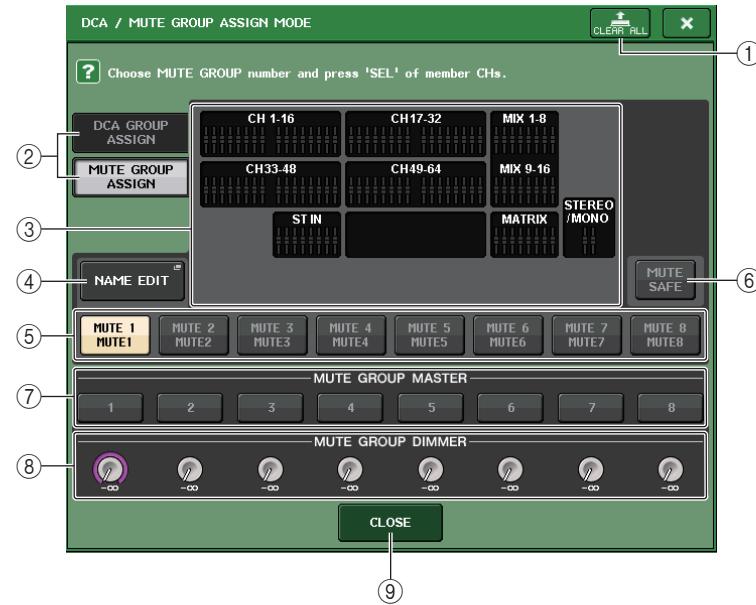 DCA / MUTE GROUP ASSIGN MODE
CLEAR ALL
×
①
? Choose MUTE GROUP number and press 'SEL' of member CHs.
DCA GROUP
ASSIGN
MUTE GROUP
ASSIGN
②
CH 1-16
CH17-32
MIX 1-8
CH33-48
CH49-64
MIX 9-16
ST IN
MATRIX
STEREO
/MONO
③
④
NAME EDIT
MUTE
SAFE
⑥
⑤
MUTE 1
MUTE1
MUTE 2
MUTE2
MUTE 3
MUTE3
MUTE 4
MUTE4
MUTE 5
MUTE5
MUTE 6
MUTE6
MUTE 7
MUTE7
MUTE 8
MUTE8
MUTE GROUP MASTER
⑦
1 2 3 4 5 6 7 8
MUTE GROUP DIMMER
⑧
-∞ -∞ -∞ -∞ -∞ -∞ -∞ -∞
CLOSE
⑨